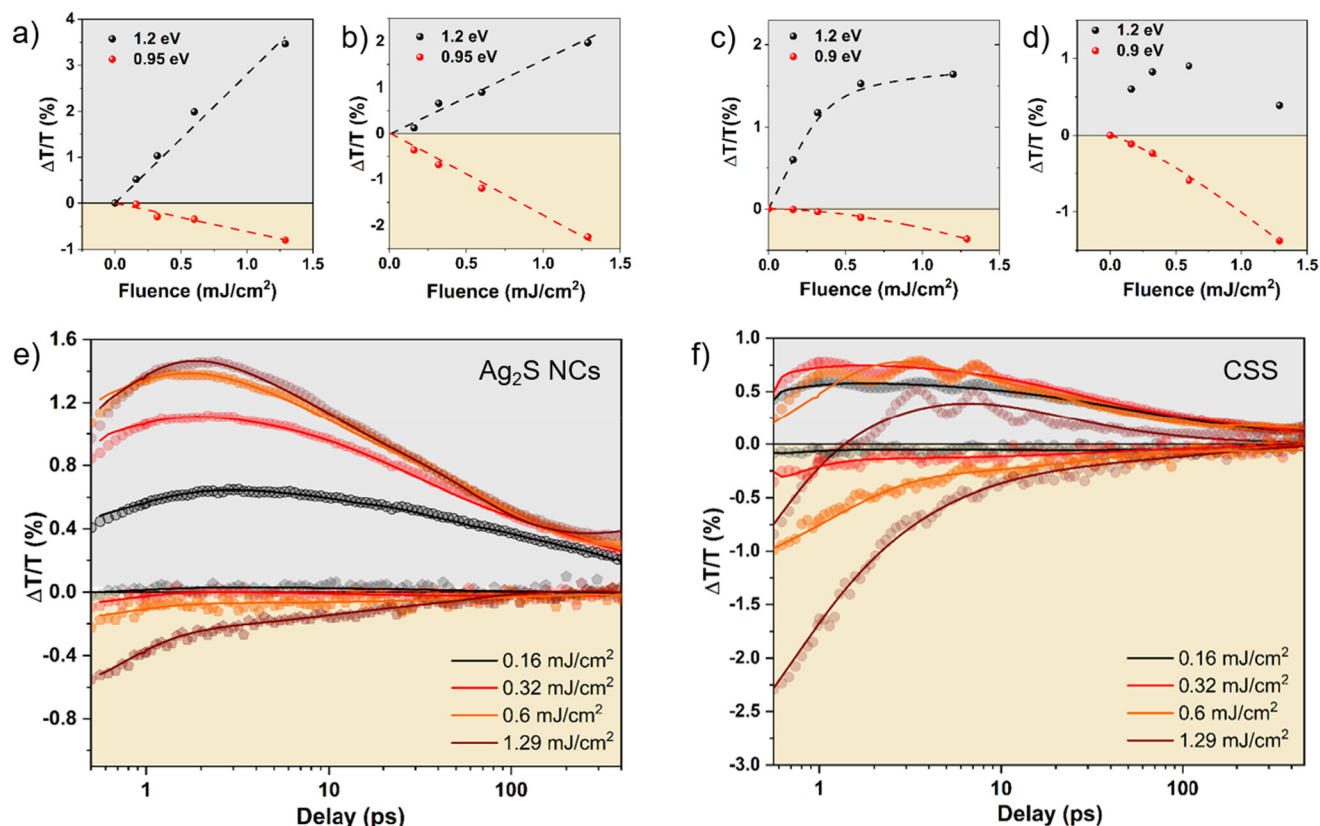 a)
1.2 eV
0.95 eV
4
3
2
1
0
-1
ΔT/T (%)
0.0 0.5 1.0 1.5
Fluence (mJ/cm²)
b)
1.2 eV
0.95 eV
2
1
0
-1
-2
ΔT/T (%)
0.0 0.5 1.0 1.5
Fluence (mJ/cm²)
c)
1.2 eV
0.9 eV
2
1
0
ΔT/T(%)
0.0 0.5 1.0 1.5
Fluence (mJ/cm²)
d)
1.2 eV
0.9 eV
1
0
-1
ΔT/T (%)
0.0 0.5 1.0 1.5
Fluence (mJ/cm²)
e)
Ag₂S NCs
1.6
1.2
0.8
0.4
0.0
-0.4
-0.8
ΔT/T (%)
0.16 mJ/cm²
0.32 mJ/cm²
0.6 mJ/cm²
1.29 mJ/cm²
1 10 100
Delay (ps)
f)
CSS
1.0
0.5
0.0
-0.5
-1.0
-1.5
-2.0
-2.5
-3.0
ΔT/T (%)
0.16 mJ/cm²
0.32 mJ/cm²
0.6 mJ/cm²
1.29 mJ/cm²
1 10 100
Delay (ps)